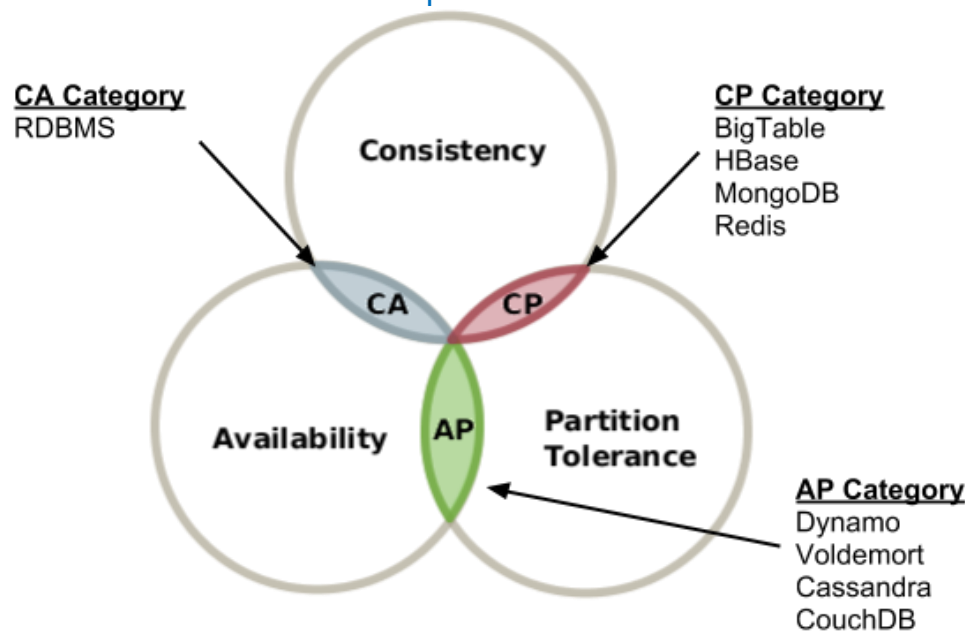 CA Category
RDBMS
CP Category
BigTable
HBase
MongoDB
Redis
Consistency
CA
CP
Availability
AP
Partition
Tolerance
AP Category
Dynamo
Voldemort
Cassandra
CouchDB